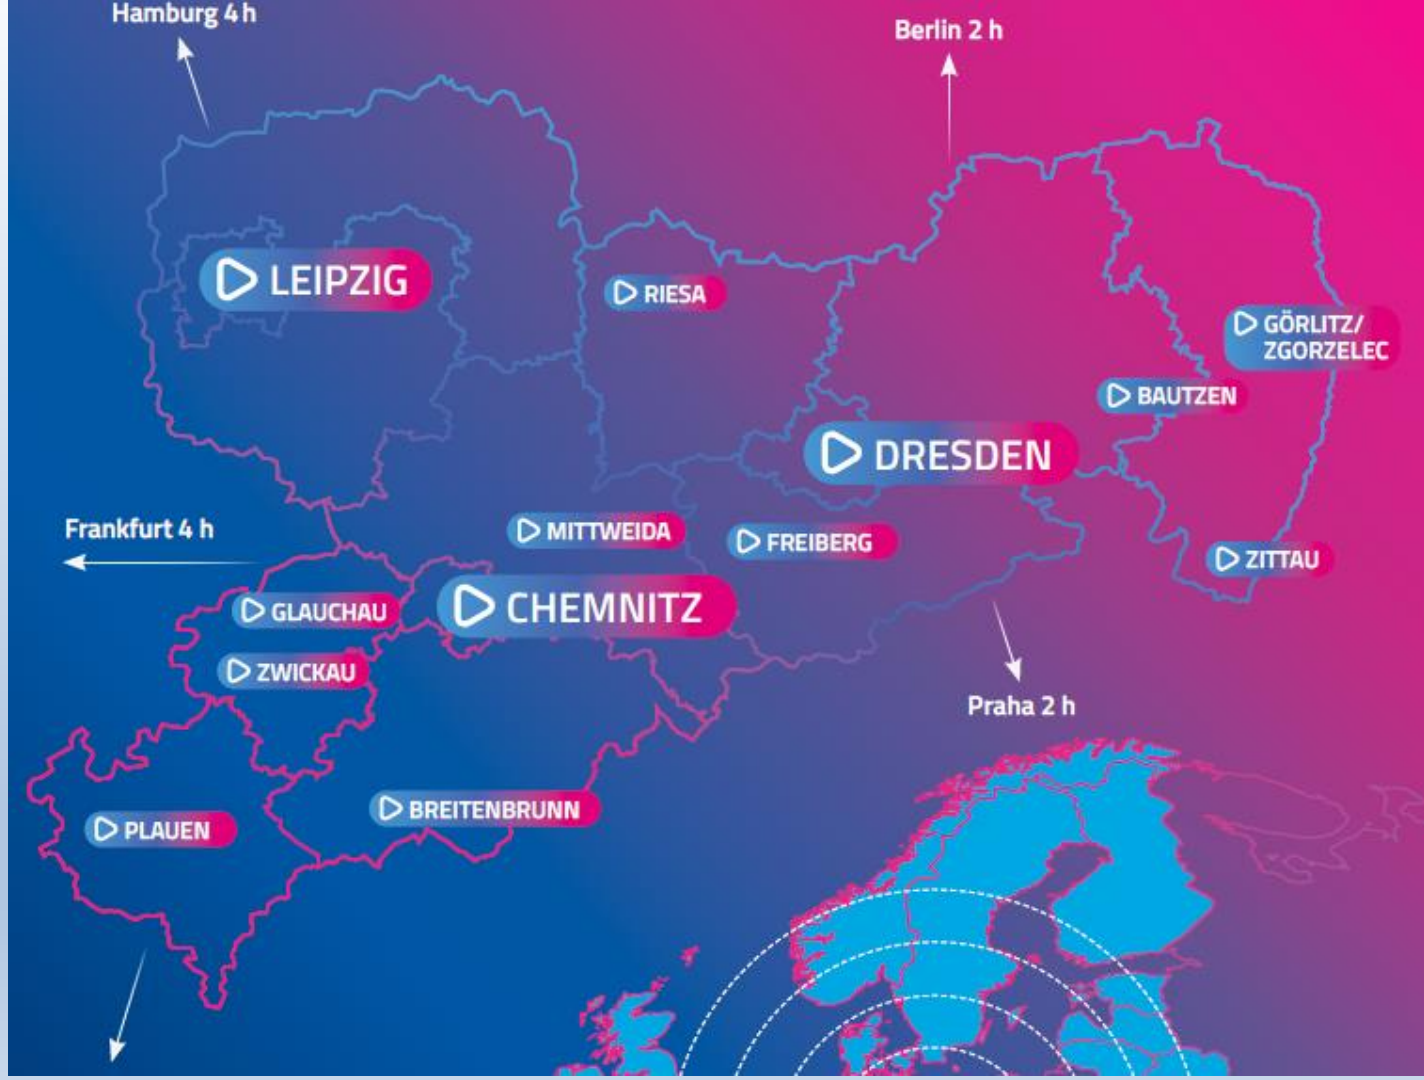 Hamburg 4 h
Berlin 2 h
LEIPZIG
RIESA
GÖRLITZ/
ZGORZELEC
BAUTZEN
DRESDEN
Frankfurt 4 h
MITTWEIDA
FREIBERG
ZITTAU
GLAUCHAU
CHEMNITZ
ZWICKAU
Praha 2 h
BREITENBRUNN
PLAUEN